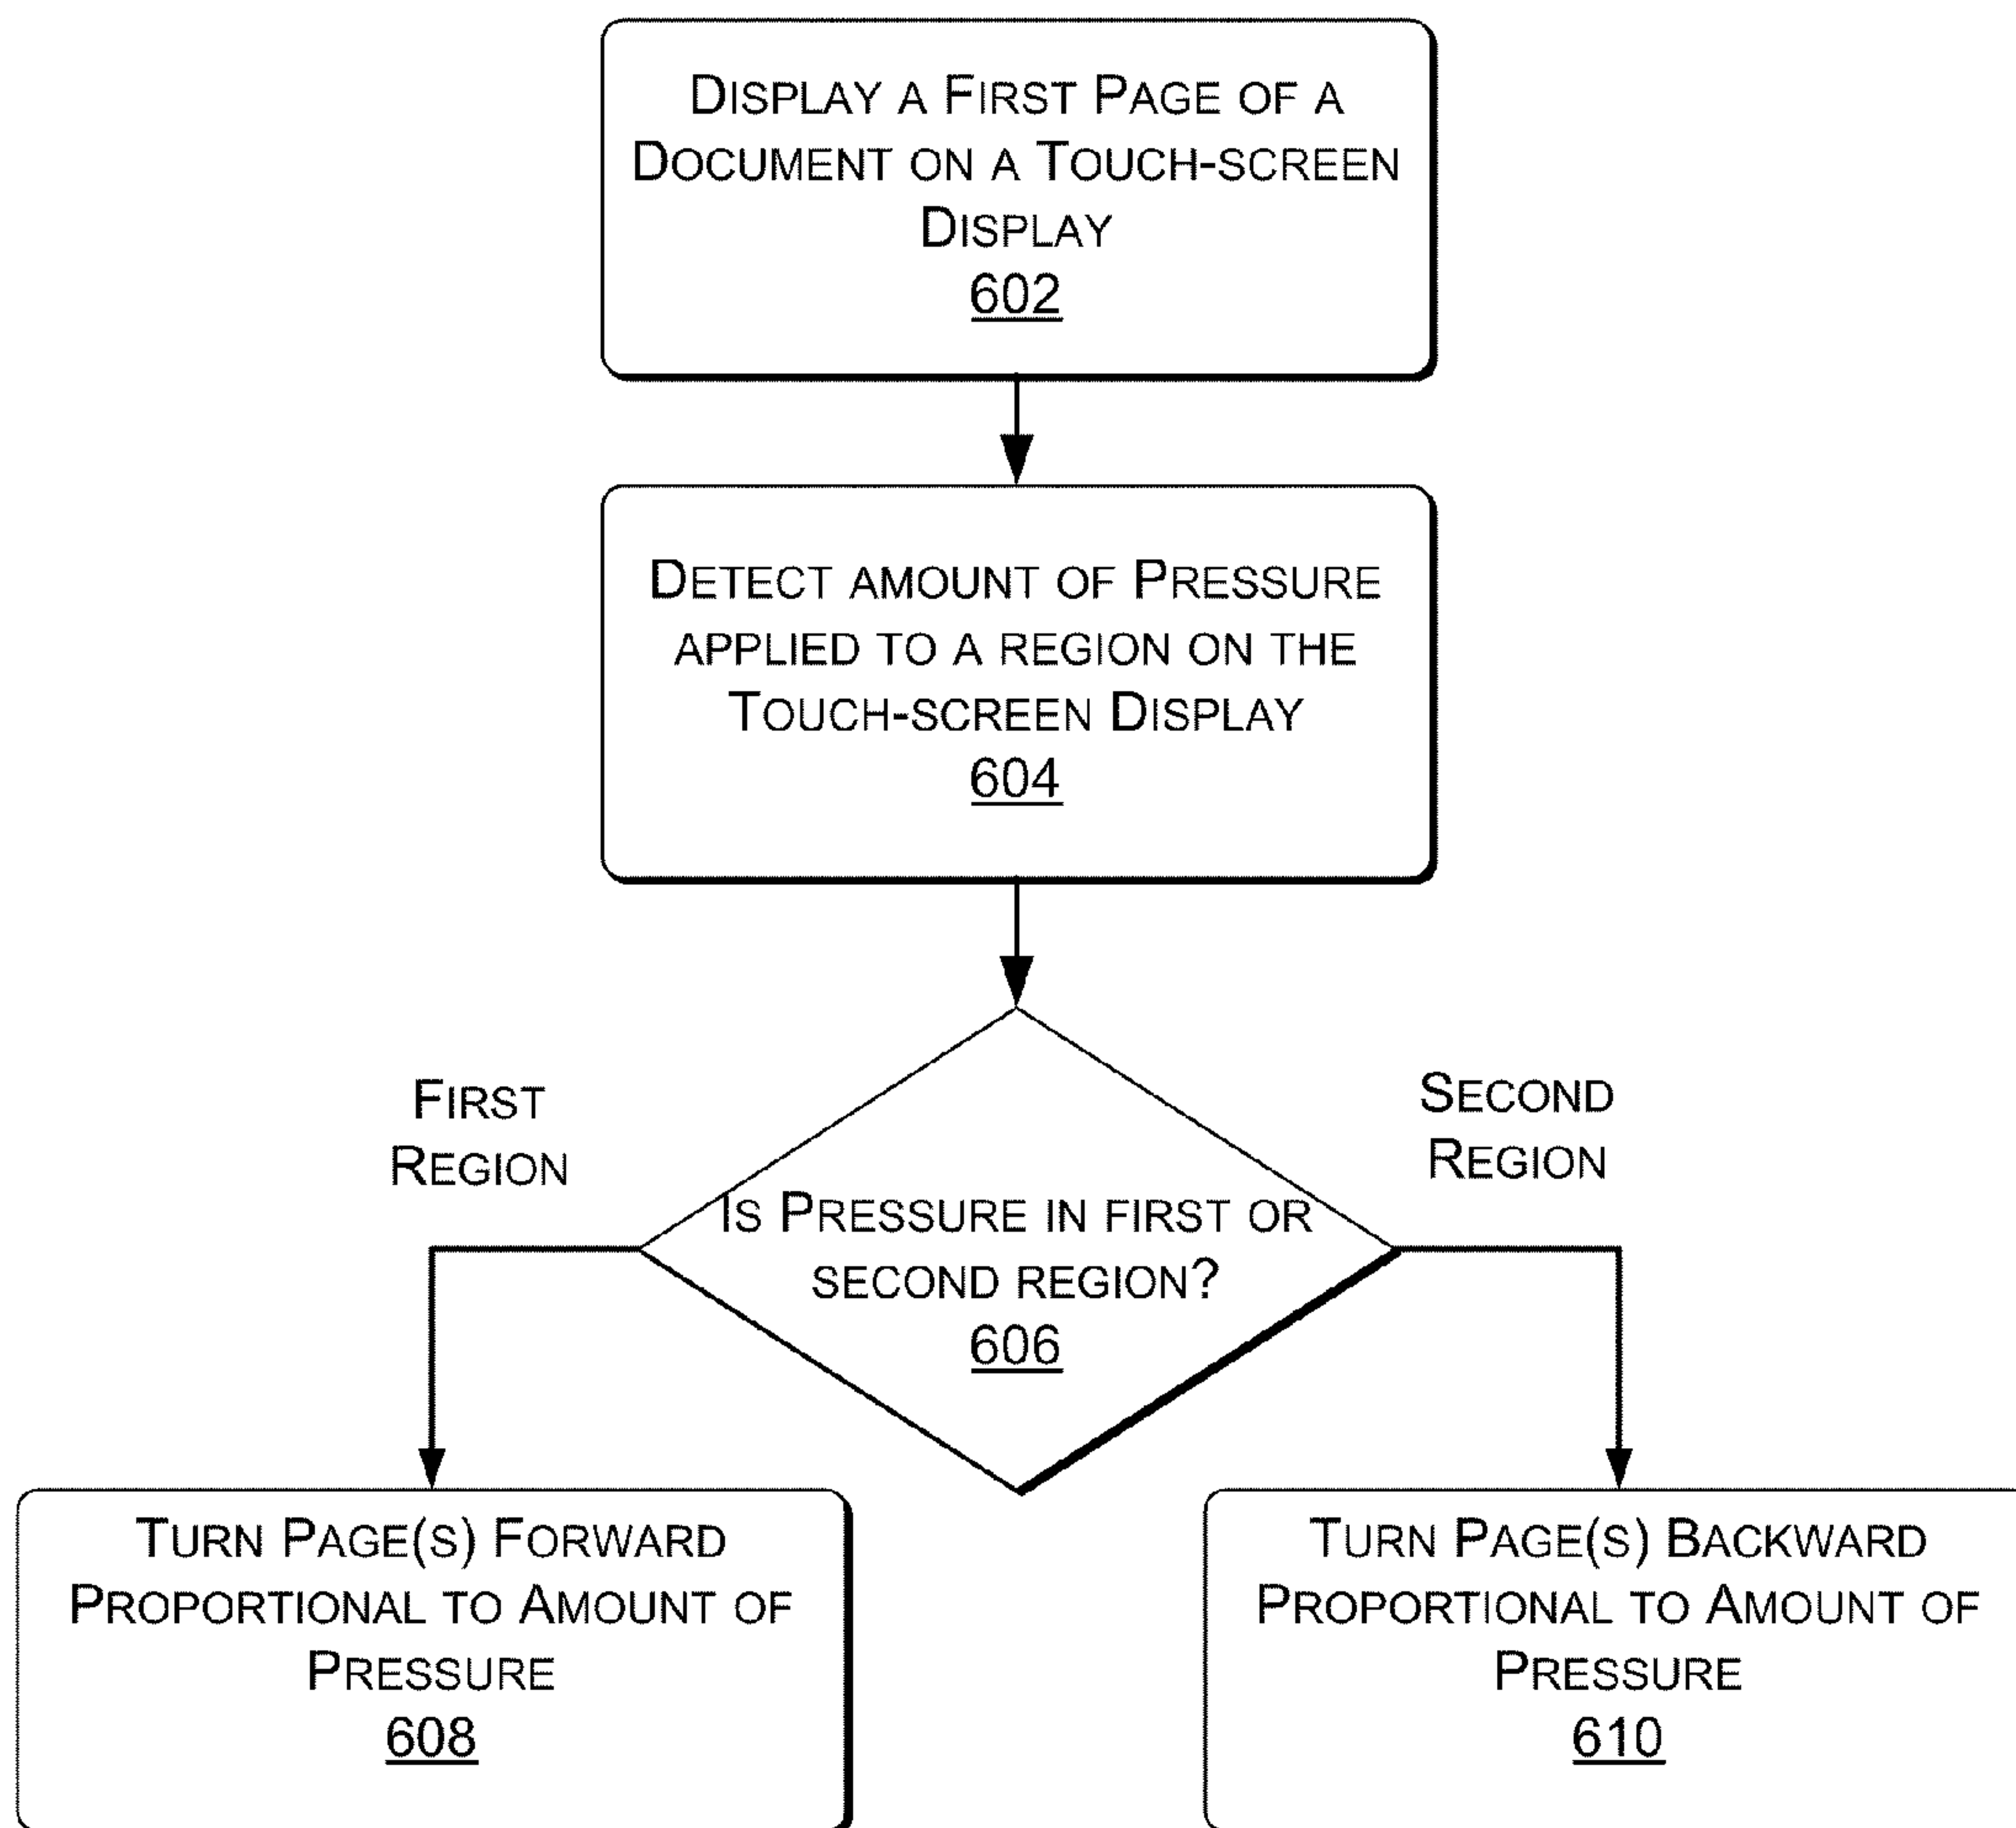 Display a First Page of a
Document on a Touch-screen
Display
602
Detect amount of Pressure
applied to a region on the
Touch-screen Display
604
First
Region
Second
Region
Is Pressure in first or
second region?
606
Turn Page(s) Forward
Proportional to Amount of
Pressure
608
Turn Page(s) Backward
Proportional to Amount of
Pressure
610